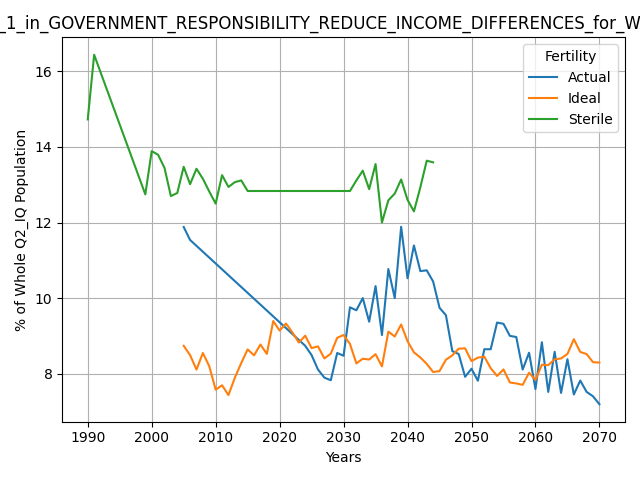 _1_in_GOVERNMENT_RESPONSIBILITY_REDUCE_INCOME_DIFFERENCES_for_W
Fertility
Actual
Ideal
Sterile
% of Whole Q2_IQ Population
16
14
12
10
8
1990
2000
2010
2020
2030
2040
2050
2060
2070
Years